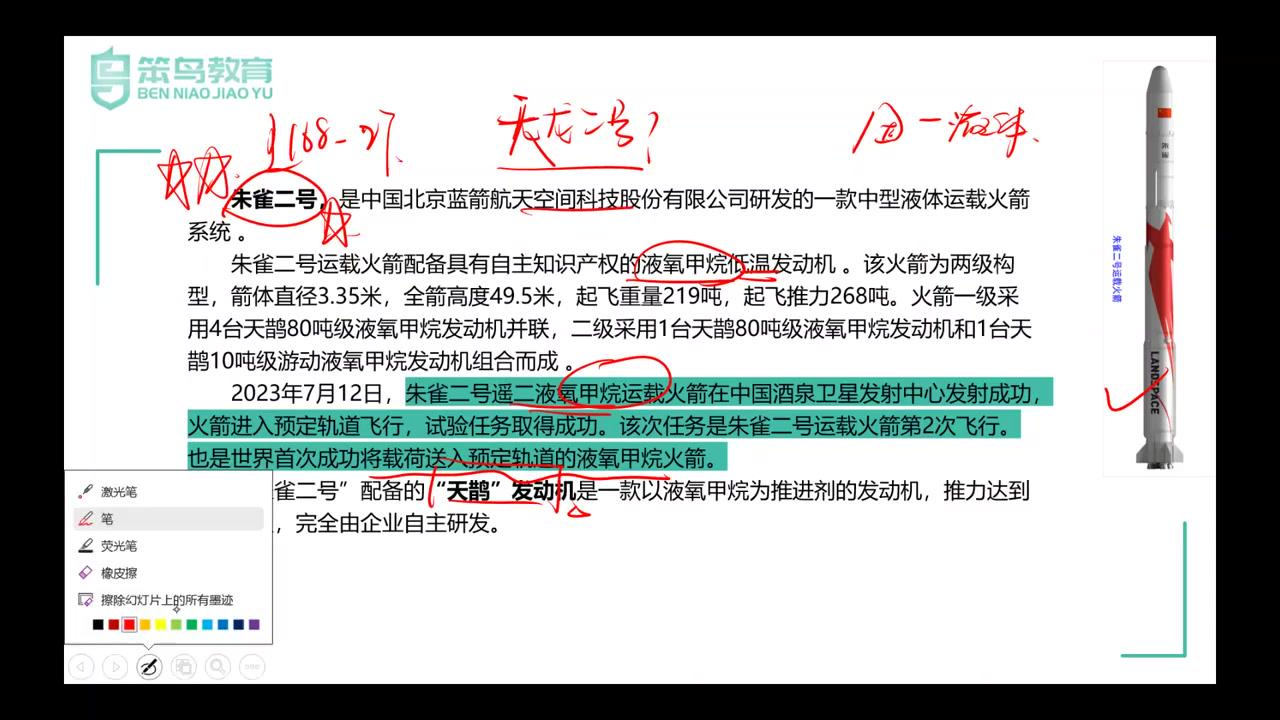 笨鸟教育
BEN NIAO JIAO YU
天龙二号?
朱雀二号，是中国北京蓝箭航天空间科技股份有限公司研发的一款中型液体运载火箭
系统 。
朱雀二号运载火箭配备具有自主知识产权的液氧甲烷低温发动机 。该火箭为两级构
型，箭体直径3.35米，全箭高度49.5米，起飞重量219吨，起飞推力268吨。火箭一级采
用4台天鹊80吨级液氧甲烷发动机并联，二级采用1台天鹊80吨级液氧甲烷发动机和1台天
鹊10吨级游动液氧甲烷发动机组合而成 。
2023年7月12日，朱雀二号遥二液氧甲烷运载火箭在中国酒泉卫星发射中心发射成功，
火箭进入预定轨道飞行，试验任务取得成功。该次任务是朱雀二号运载火箭第2次飞行。
也是世界首次成功将载荷送入预定轨道的液氧甲烷火箭。
雀二号”配备的“天鹊”发动机是一款以液氧甲烷为推进剂的发动机，推力达到
，完全由企业自主研发。
朱雀二号运载火箭
LANDSPACE
激光笔
笔
荧光笔
橡皮擦
擦除幻灯片上的所有墨迹